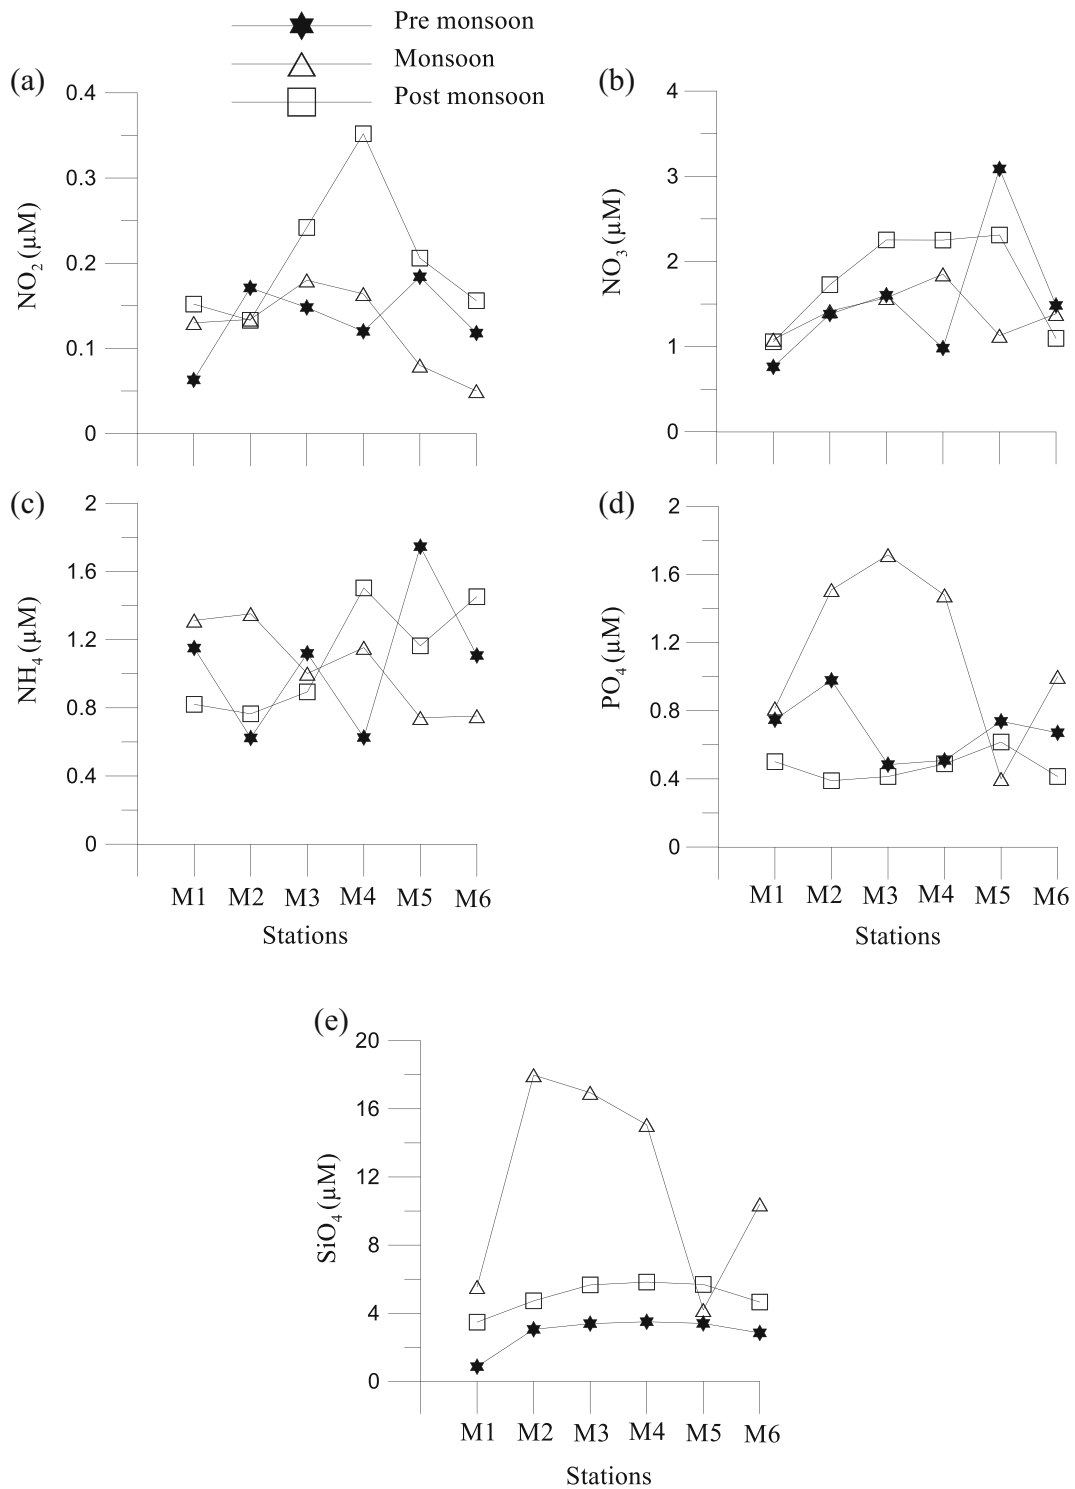 Pre monsoon
Monsoon
Post monsoon
(a)
0.4
0.3
0.2
0.1
0
NO2 (μM)
(b)
4
3
2
1
0
NO3 (μM)
(c)
2
1.6
1.2
0.8
0.4
0
NH4 (μM)
M1 M2 M3 M4 M5 M6
Stations
(d)
2
1.6
1.2
0.8
0.4
0
PO4 (μM)
M1 M2 M3 M4 M5 M6
Stations
(e)
20
16
12
8
4
0
SiO4 (μM)
M1 M2 M3 M4 M5 M6
Stations